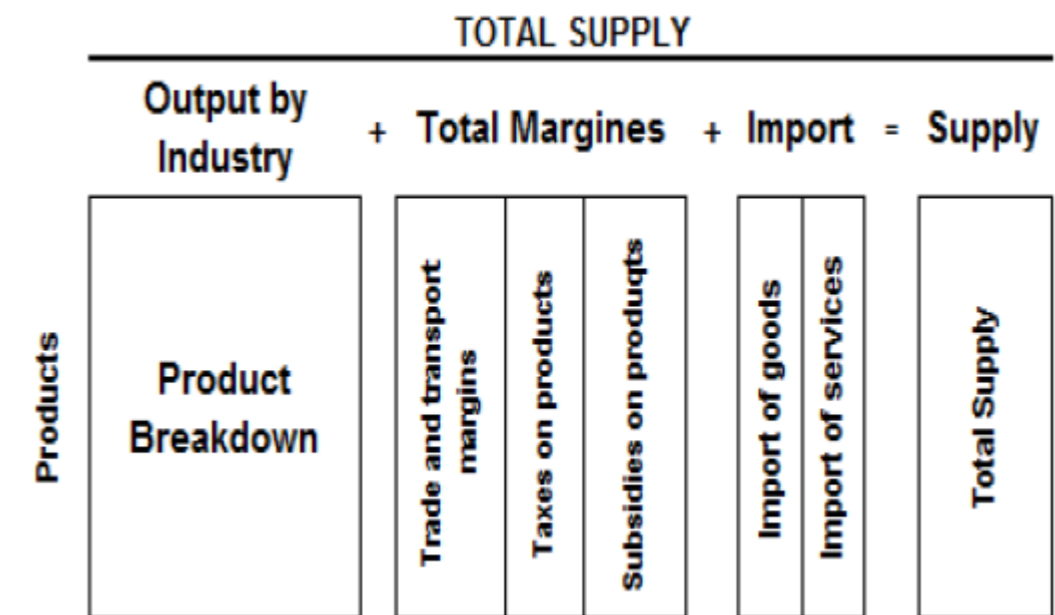 TOTAL SUPPLY
Output by
Industry
+ Total Margines + Import = Supply
Products
Product
Breakdown
Trade and transport
margins
Taxes on products
Subsidies on produqts
Import of goods
Import of services
Total Supply